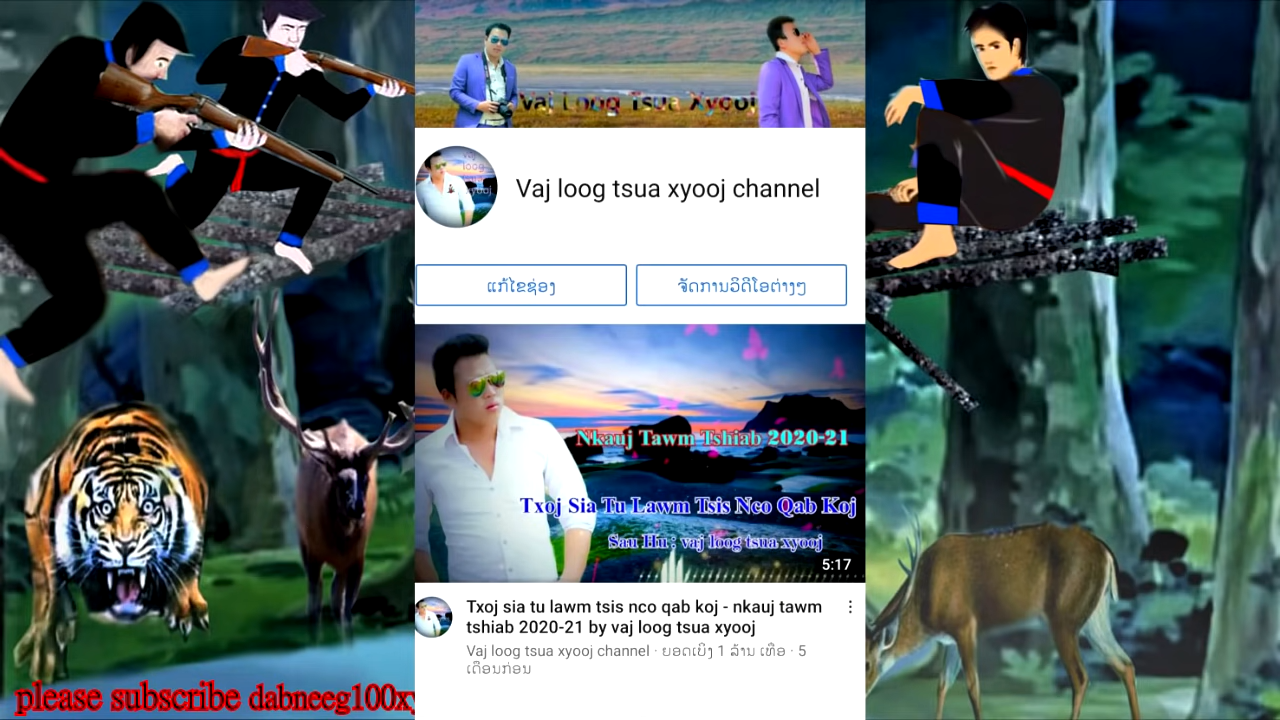 Vaj Loog Tsua Xyooj
loog
xyooj
Vaj loog tsua xyooj channel
ແກ້ໄຂຊ່ອງ
ຈັດການວິດີໂອຕ່າງໆ
Nkauj Tawm Tshiab 2020-21
Txoj Sia Tu Lawm Tsis Nco Qab Koj
Sau Hu : vaj loog tsua xyooj
5:17
Txoj sia tu lawm tsis nco qab koj - nkauj tawm
tshiab 2020-21 by vaj loog tsua xyooj
Vaj loog tsua xyooj channel · ຍອດເບິ່ງ 1 ລ້ານ ເທື່ອ · 5
ເດືອນກ່ອນ
please subscribe dabneeg100xy